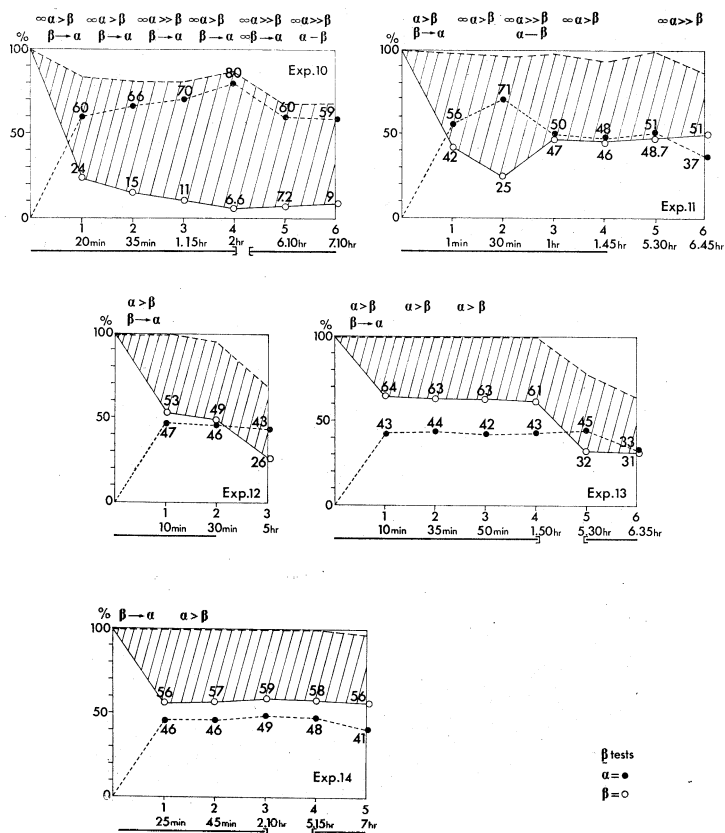 ∞α>β ∞α>β ∞α>>β ∞α>β ∞α>>β ∞α>>β
β→α β→α β→α β→α ∞β→α α−β
%
100
50
0
Exp.10
60 66 70 80 60 59
24 15 11 6.6 7.2 9
1 2 3 4 5 6
20min 35min 1.15hr 2hr 6.10hr 7.10hr
α>β ∞α>β ∞α>>β ∞α>β ∞α>>β
β→α α—β
%
100
50
0
56 71 50 48 51 37
42 25 47 46 48.7 51
Exp.11
1 2 3 4 5 6
1min 30min 1hr 1.45hr 5.30hr 6.45hr
α>β
β→α
%
100
50
0
53 49 43
47 46 26
Exp.12
1 2 3
10min 30min 5hr
α>β α>β α>β
β→α
%
100
50
0
64 63 63 61 45 33
43 44 42 43 32 31
Exp.13
1 2 3 4 5 6
10min 35min 50min 1.50hr 5.30hr 6.35hr
% β→α α>β
100
50
0
56 57 59 58 56
46 46 49 48 41
Exp.14
1 2 3 4 5
25min 45min 2.10hr 5.15hr 7hr
β tests
α=●
β=○